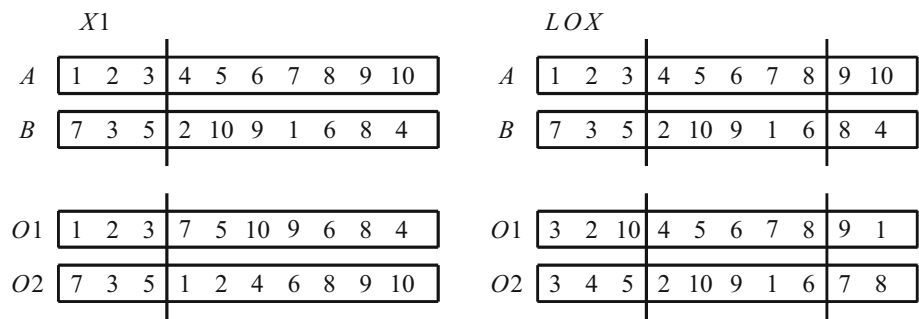 X1
A 1 2 3 4 5 6 7 8 9 10
B 7 3 5 2 10 9 1 6 8 4
O1 1 2 3 7 5 10 9 6 8 4
O2 7 3 5 1 2 4 6 8 9 10
LOX
A 1 2 3 4 5 6 7 8 9 10
B 7 3 5 2 10 9 1 6 8 4
O1 3 2 10 4 5 6 7 8 9 1
O2 3 4 5 2 10 9 1 6 7 8